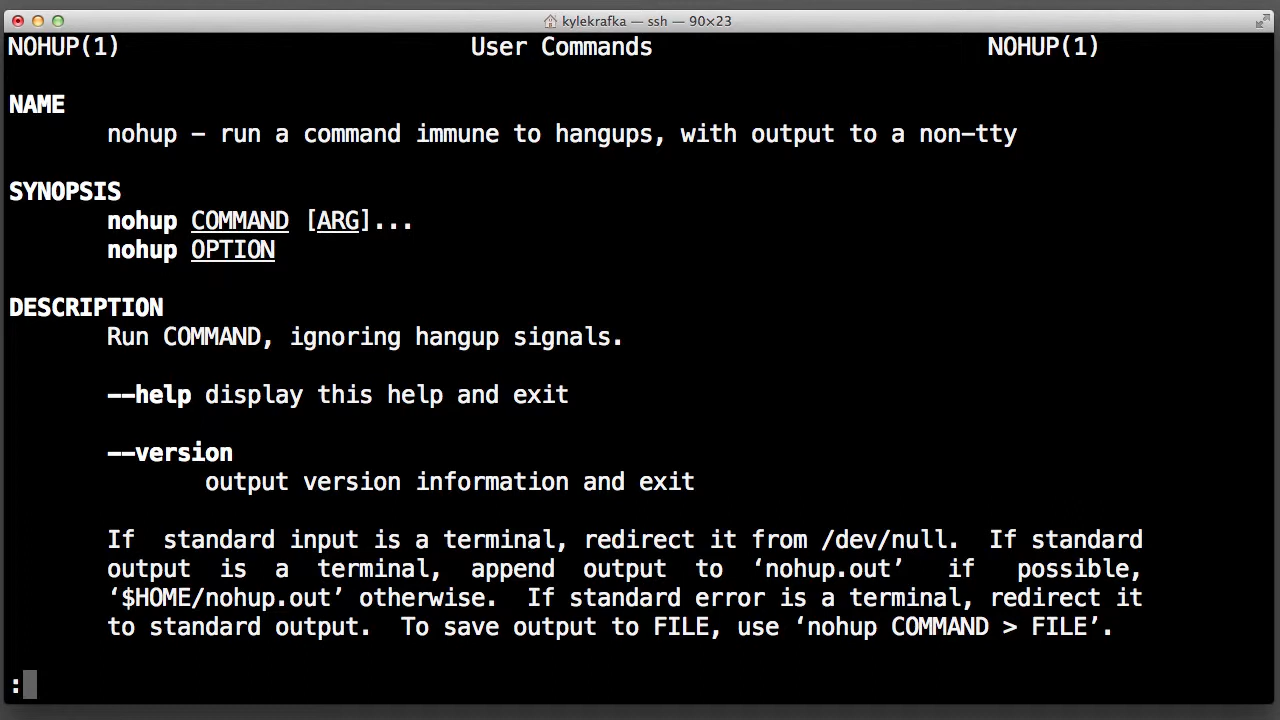 kylekrafka — ssh — 90×23
NOHUP(1) User Commands NOHUP(1)
NAME
nohup – run a command immune to hangups, with output to a non-tty
SYNOPSIS
nohup COMMAND [ARG]...
nohup OPTION
DESCRIPTION
Run COMMAND, ignoring hangup signals.
--help display this help and exit
--version
output version information and exit
If standard input is a terminal, redirect it from /dev/null. If standard
output is a terminal, append output to ‘nohup.out’ if possible,
‘$HOME/nohup.out’ otherwise. If standard error is a terminal, redirect it
to standard output. To save output to FILE, use ‘nohup COMMAND > FILE’.
: